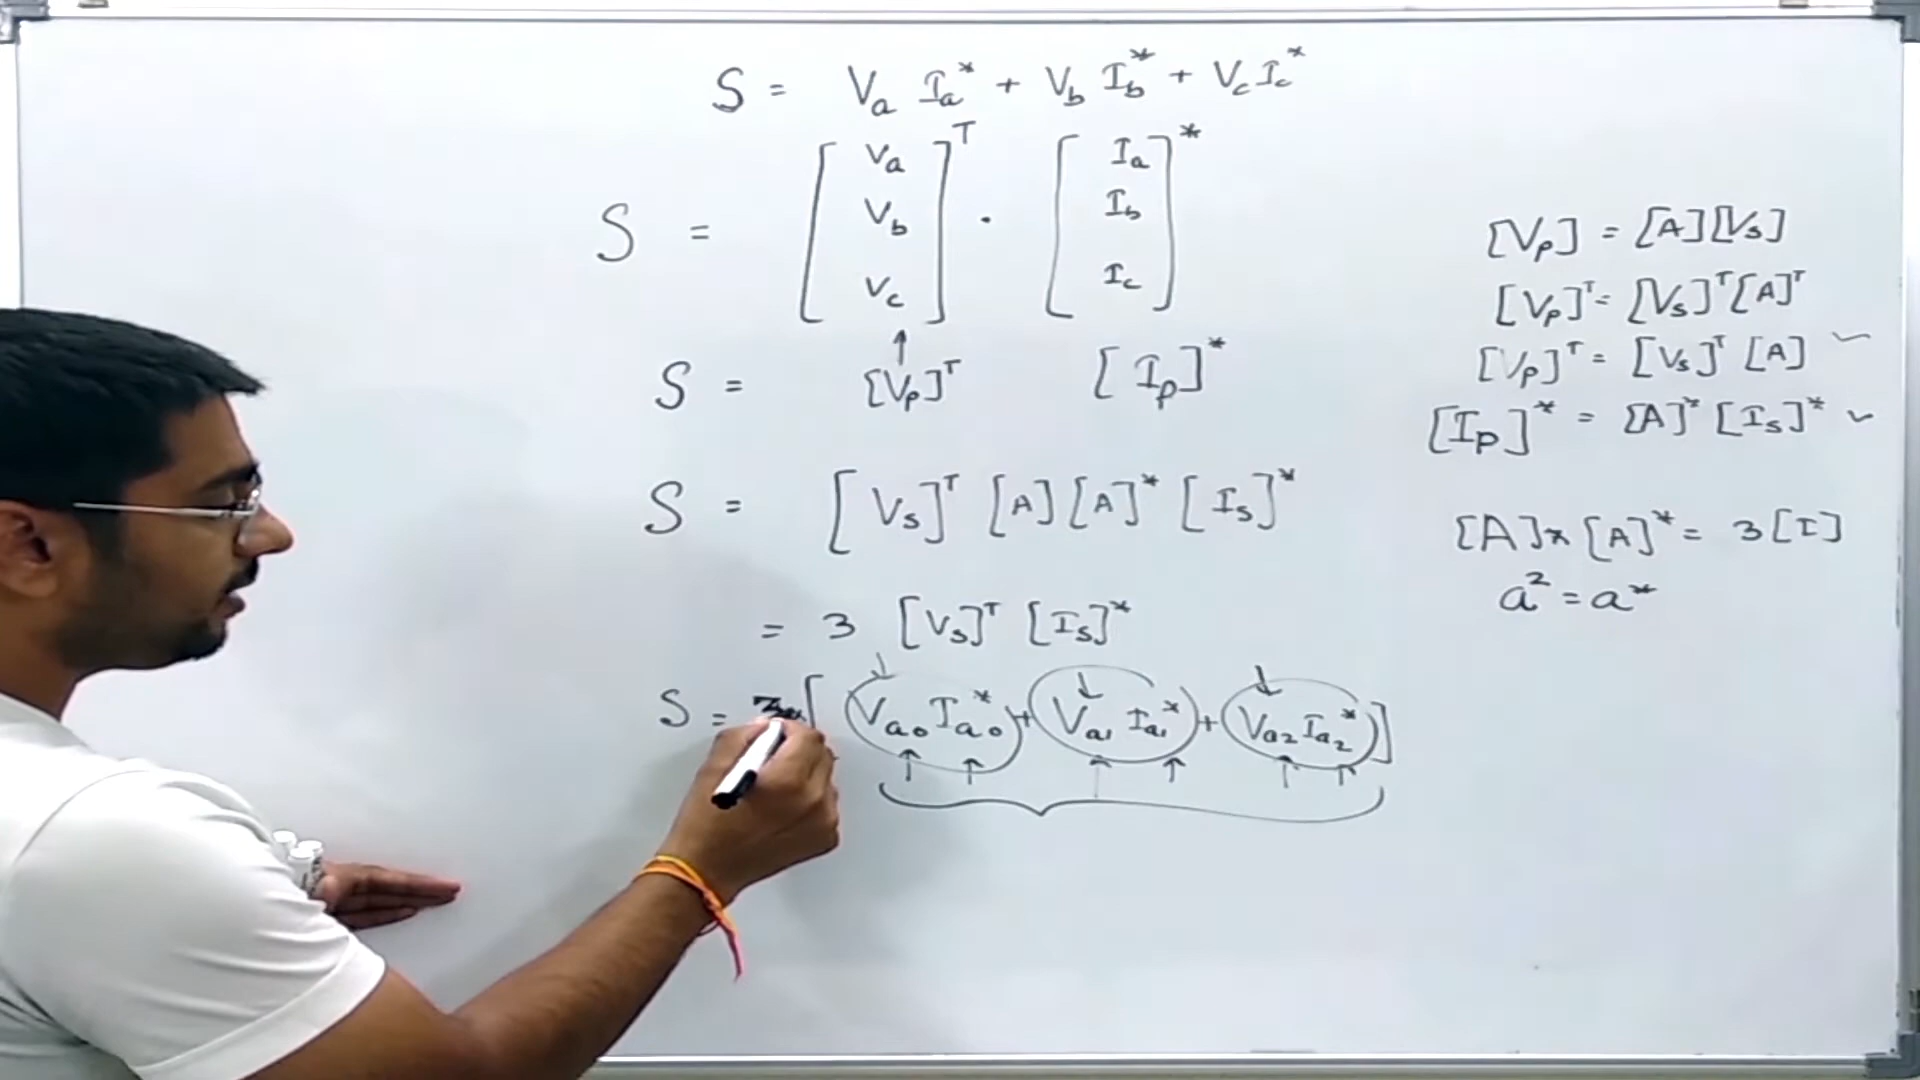 S = Va Ia* + Vb Ib* + Vc Ic*
S = [Va Vb Vc]ᵀ · [Ia Ib Ic]*
S = [Vp]ᵀ [Ip]*
S = [Vs]ᵀ [A] [A]* [Is]*
= 3 [Vs]ᵀ [Is]*
S = [Va0 Ia0* + Va1 Ia1* + Va2 Ia2*]
[Vp] = [A][Vs]
[Vp]ᵀ = [Vs]ᵀ[A]ᵀ
[Vp]ᵀ = [Vs]ᵀ [A]
[Ip]* = [A]* [Is]*
[A]*[A]* = 3[I]
a² = a*